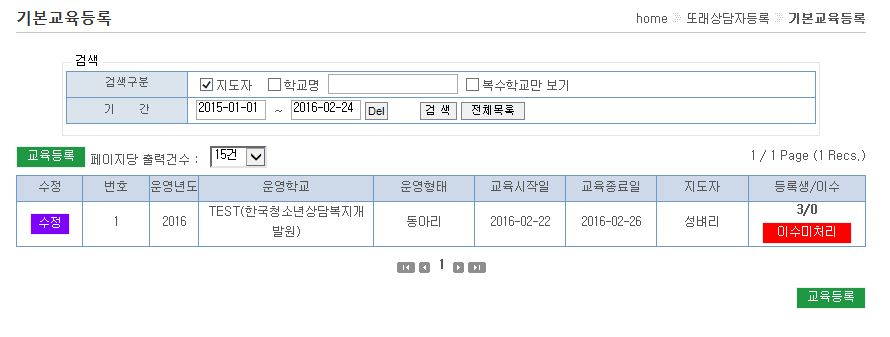 기본교육등록
home 또래상담자등록 기본교육등록
검색
검색구분 지도자 학교명 복수학교만 보기
기 간 2015-01-01 ~ 2016-02-24 Del 검 색 전체목록
교육등록 페이지당 출력건수 : 15건 1 / 1 Page (1 Recs.)
수정 번호 운영년도 운영학교 운영형태 교육시작일 교육종료일 지도자 등록생/이수
수정 1 2016 TEST(한국청소년상담복지개발원) 동아리 2016-02-22 2016-02-26 성벼리 3/0
이수미처리
1
교육등록